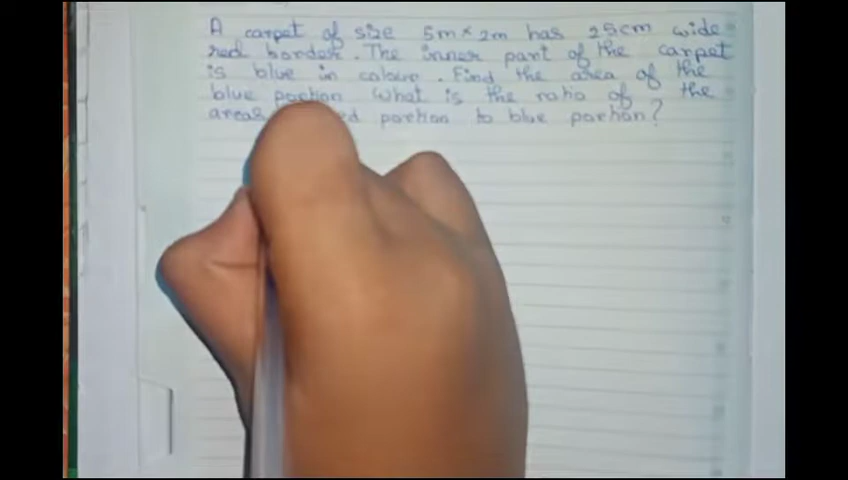 A carpet of size 5m × 2m has 25cm wide
red border. The inner part of the carpet
is blue in colour. Find the area of the
blue portion What is the ratio of the
areas portion to blue portion?